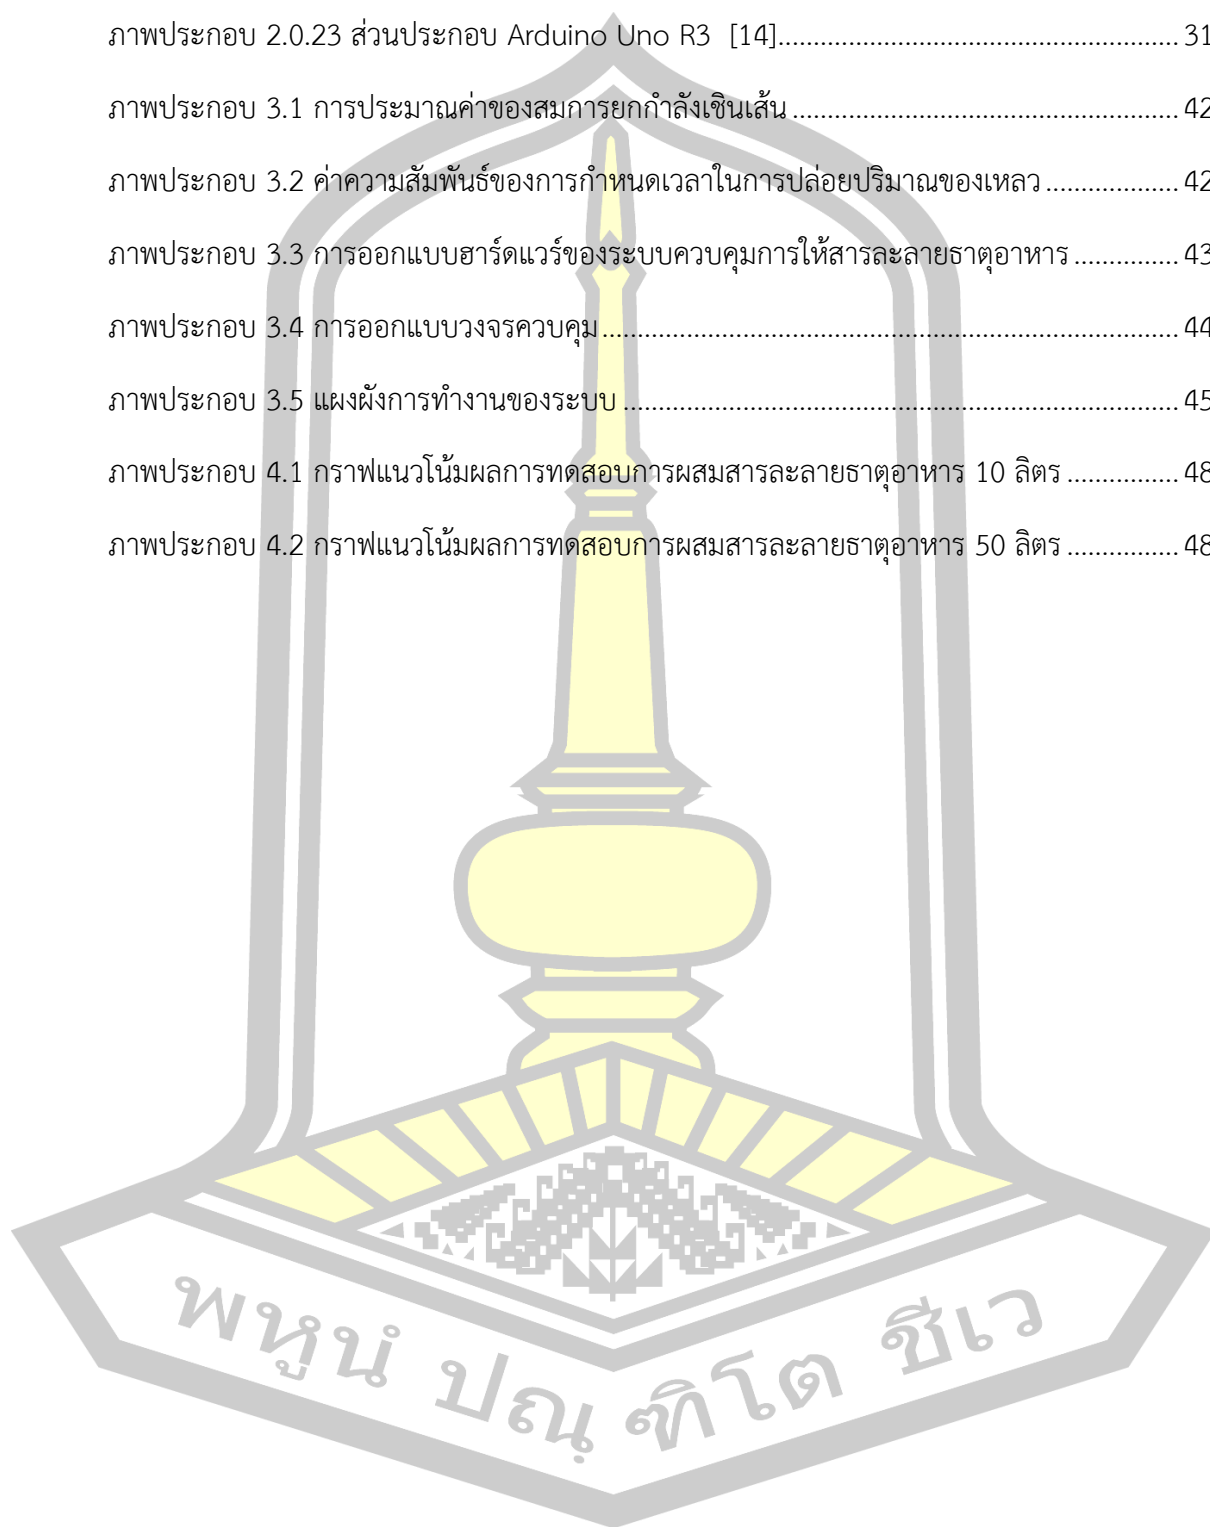 ภาพประกอบ 2.0.23 ส่วนประกอบ Arduino Uno R3  [14]........................................................ 31
ภาพประกอบ 3.1 การประมาณค่าของสมการยกกำลังเชินเส้น ...................................................... 42
ภาพประกอบ 3.2 ค่าความสัมพันธ์ของการกำหนดเวลาในการปล่อยปริมาณของเหลว ................... 42
ภาพประกอบ 3.3 การออกแบบฮาร์ดแวร์ของระบบควบคุมการให้สารละลายธาตุอาหาร ............... 43
ภาพประกอบ 3.4 การออกแบบวงจรควบคุม ................................................................................. 44
ภาพประกอบ 3.5 แผงผังการทำงานของระบบ .............................................................................. 45
ภาพประกอบ 4.1 กราฟแนวโน้มผลการทดสอบการผสมสารละลายธาตุอาหาร 10 ลิตร ................ 48
ภาพประกอบ 4.2 กราฟแนวโน้มผลการทดสอบการผสมสารละลายธาตุอาหาร 50 ลิตร ................ 48
พหูนํ ปณฺฑิโต ชีเว